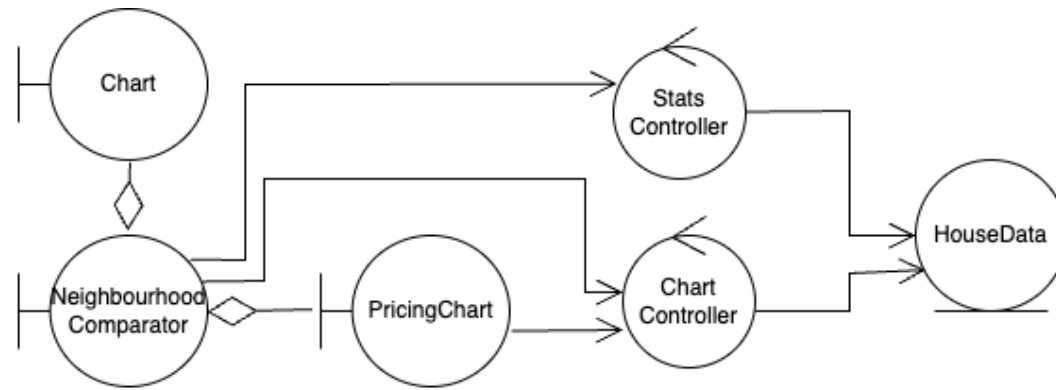 Chart
Stats
Controller
HouseData
Neighbourhood
Comparator
PricingChart
Chart
Controller